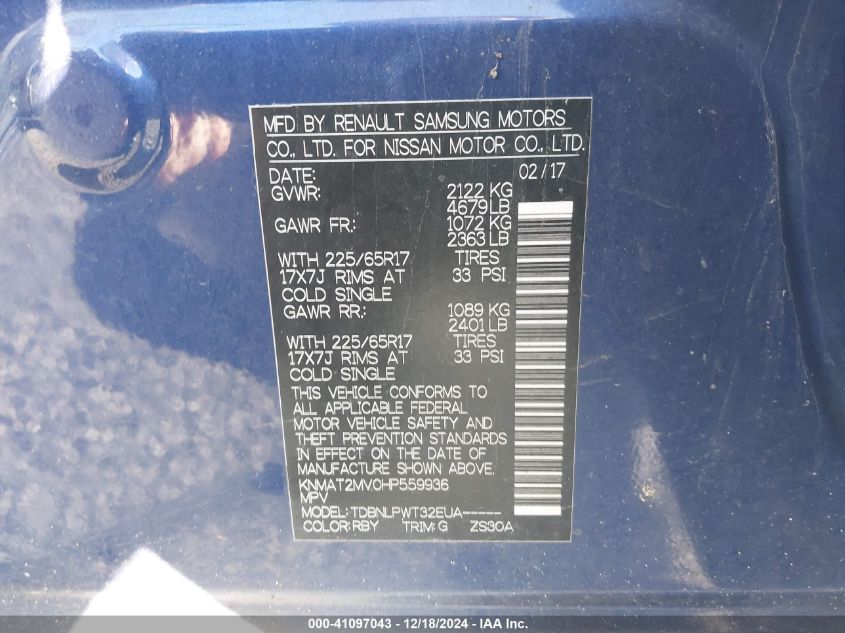 MFD BY RENAULT SAMSUNG MOTORS
CO., LTD. FOR NISSAN MOTOR CO., LTD.
DATE: 02/17
GVWR: 2122 KG
4679 LB
GAWR FR.: 1072 KG
2363 LB
WITH 225/65R17 TIRES
17X7J RIMS AT 33 PSI
COLD SINGLE
GAWR RR.: 1089 KG
2401 LB
WITH 225/65R17 TIRES
17X7J RIMS AT 33 PSI
COLD SINGLE
THIS VEHICLE CONFORMS TO
ALL APPLICABLE FEDERAL
MOTOR VEHICLE SAFETY AND
THEFT PREVENTION STANDARDS
IN EFFECT ON THE DATE OF
MANUFACTURE SHOWN ABOVE.
KNMAT2MV0HP559936
MPV
MODEL: TDBNLPWT32EUA-----
COLOR: RBY TRIM: G ZS30A
000-41097043 - 12/18/2024 - IAA Inc.